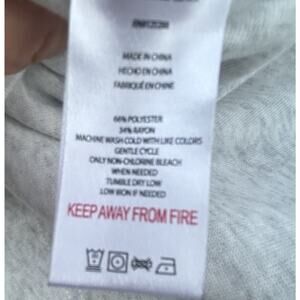 MADE IN CHINA
HECHO EN CHINA
FABRIQUÉ EN CHINE
66% POLYESTER
34% RAYON
MACHINE WASH COLD WITH LIKE COLORS
GENTLE CYCLE
ONLY NON-CHLORINE BLEACH
WHEN NEEDED
TUMBLE DRY LOW
LOW IRON IF NEEDED
KEEP AWAY FROM FIRE